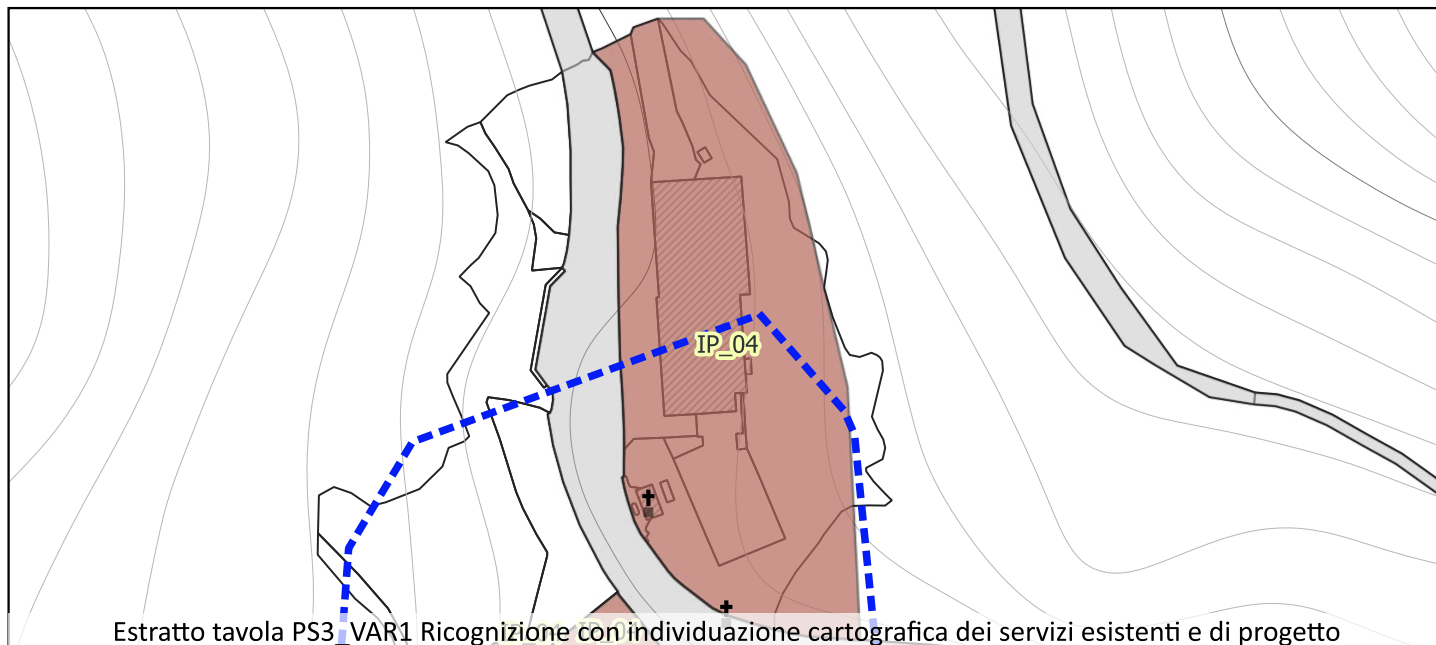 IP_04
Estratto tavola PS3_VAR1 Ricognizione con individuazione cartografica dei servizi esistenti e di progetto